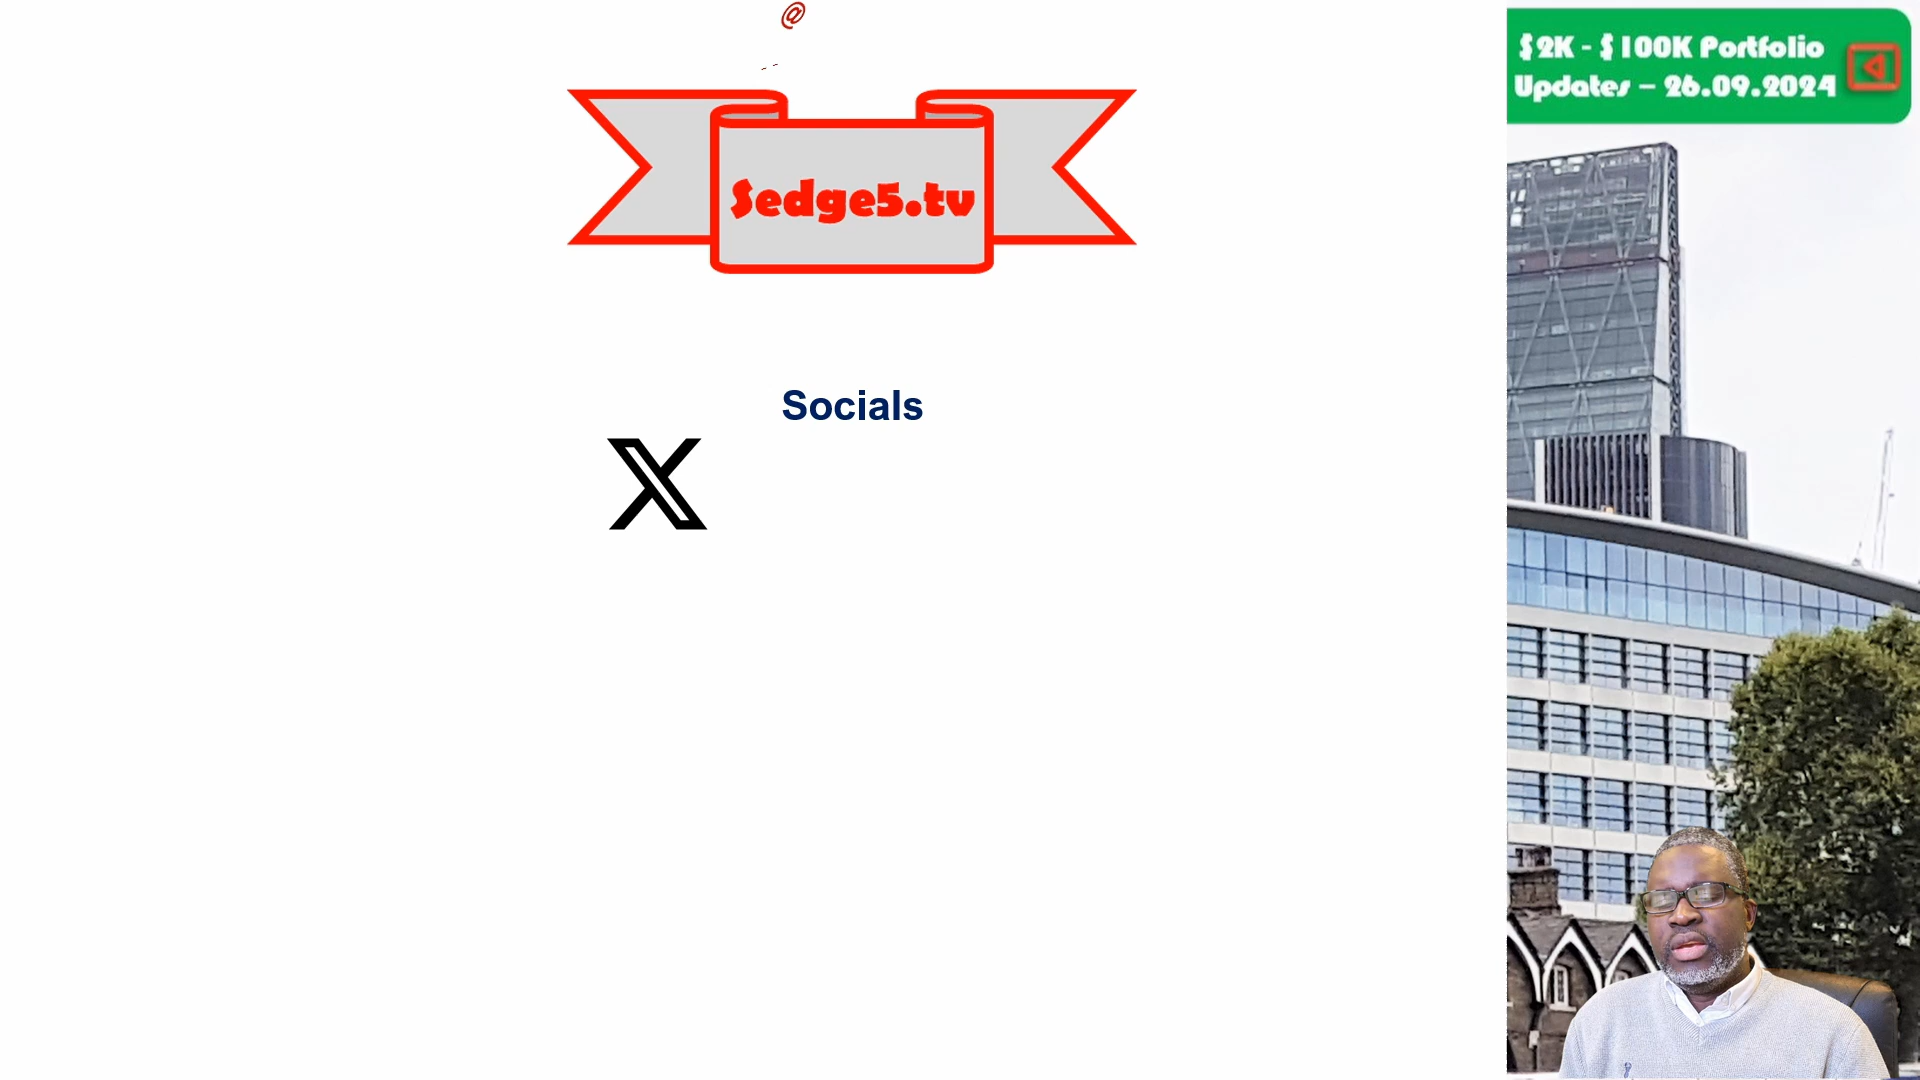 @
$2K - $100K Portfolio
Updates – 26.09.2024
Sedge5.tv
Socials
X